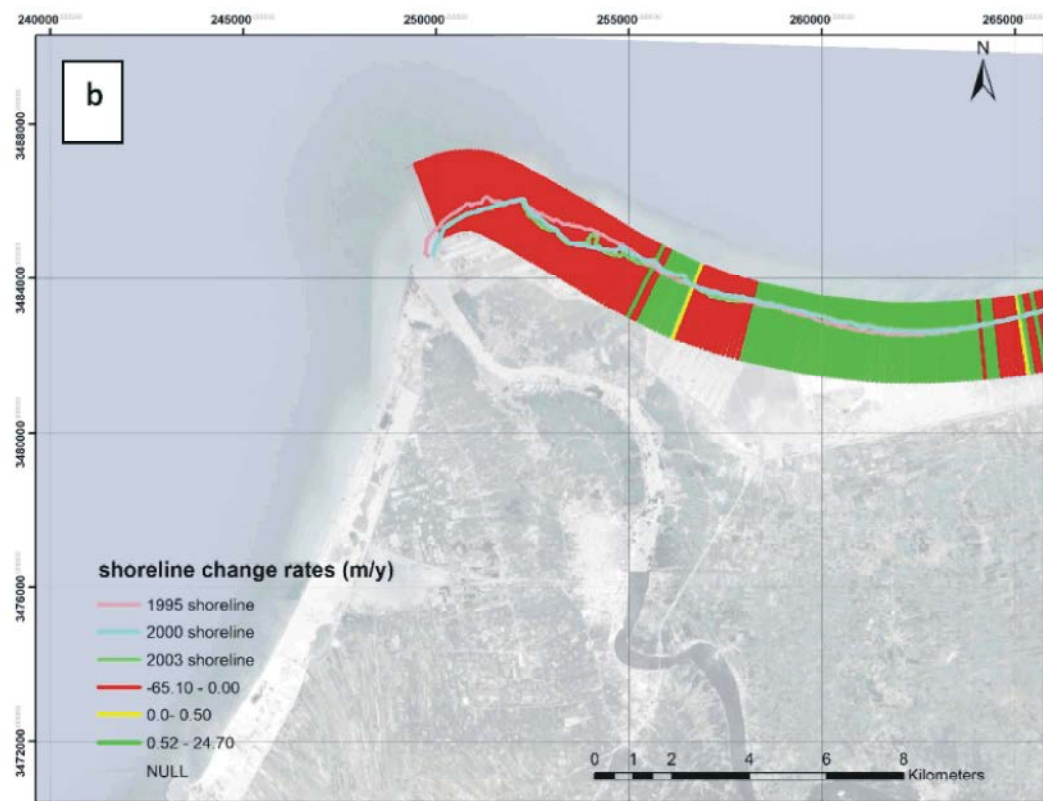 240000 245000 250000 255000 260000 265000
b
N
3488000
3484000
3480000
3476000
3472000
shoreline change rates (m/y)
1995 shoreline
2000 shoreline
2003 shoreline
-65.10 - 0.00
0.0- 0.50
0.52 - 24.70
NULL
0 1 2 4 6 8
Kilometers